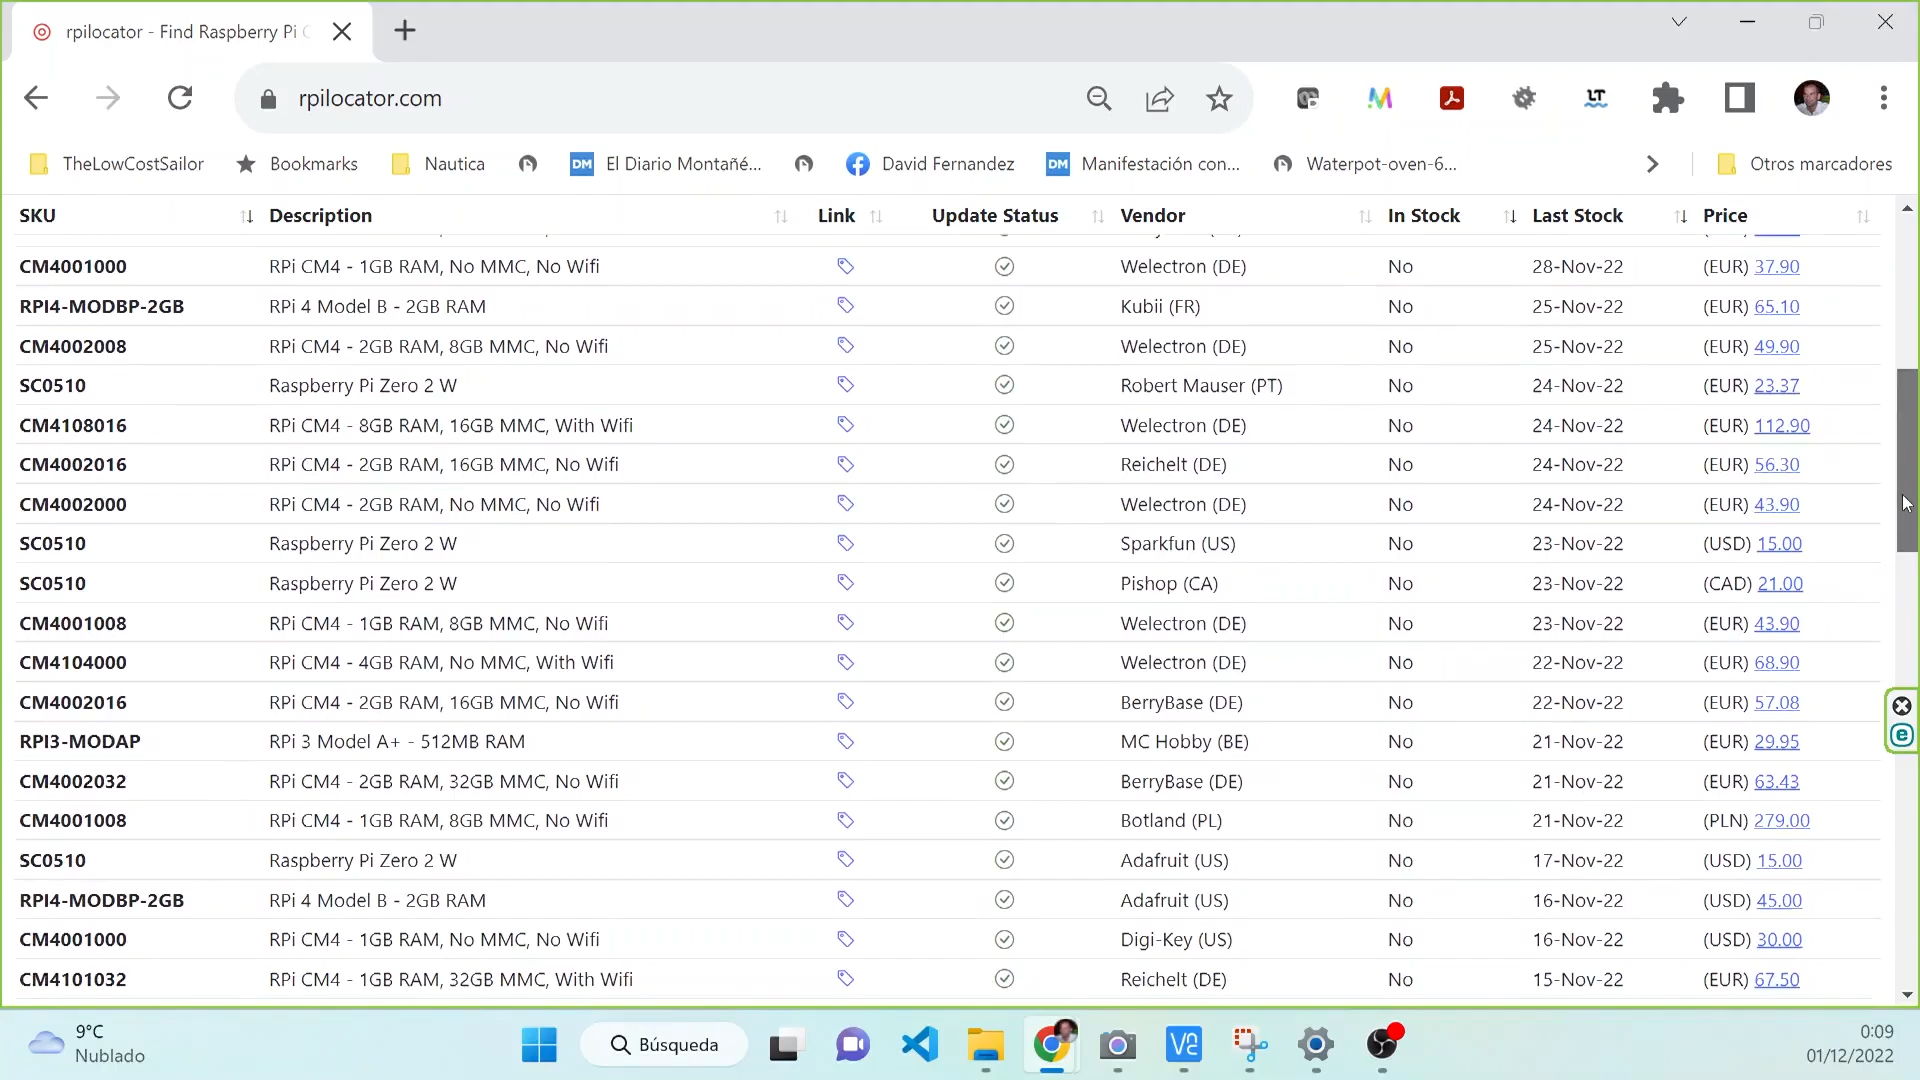 rpilocator - Find Raspberry Pi
rpilocator.com
LT
TheLowCostSailor Bookmarks Nautica DM El Diario Montañé... David Fernandez DM Manifestación con... Waterpot-oven-6... Otros marcadores
SKU Description Link Update Status Vendor In Stock Last Stock Price
CM4001000 RPi CM4 - 1GB RAM, No MMC, No Wifi Welectron (DE) No 28-Nov-22 (EUR) 37.90
RPI4-MODBP-2GB RPi 4 Model B - 2GB RAM Kubii (FR) No 25-Nov-22 (EUR) 65.10
CM4002008 RPi CM4 - 2GB RAM, 8GB MMC, No Wifi Welectron (DE) No 25-Nov-22 (EUR) 49.90
SC0510 Raspberry Pi Zero 2 W Robert Mauser (PT) No 24-Nov-22 (EUR) 23.37
CM4108016 RPi CM4 - 8GB RAM, 16GB MMC, With Wifi Welectron (DE) No 24-Nov-22 (EUR) 112.90
CM4002016 RPi CM4 - 2GB RAM, 16GB MMC, No Wifi Reichelt (DE) No 24-Nov-22 (EUR) 56.30
CM4002000 RPi CM4 - 2GB RAM, No MMC, No Wifi Welectron (DE) No 24-Nov-22 (EUR) 43.90
SC0510 Raspberry Pi Zero 2 W Sparkfun (US) No 23-Nov-22 (USD) 15.00
SC0510 Raspberry Pi Zero 2 W Pishop (CA) No 23-Nov-22 (CAD) 21.00
CM4001008 RPi CM4 - 1GB RAM, 8GB MMC, No Wifi Welectron (DE) No 23-Nov-22 (EUR) 43.90
CM4104000 RPi CM4 - 4GB RAM, No MMC, With Wifi Welectron (DE) No 22-Nov-22 (EUR) 68.90
CM4002016 RPi CM4 - 2GB RAM, 16GB MMC, No Wifi BerryBase (DE) No 22-Nov-22 (EUR) 57.08
RPI3-MODAP RPi 3 Model A+ - 512MB RAM MC Hobby (BE) No 21-Nov-22 (EUR) 29.95
CM4002032 RPi CM4 - 2GB RAM, 32GB MMC, No Wifi BerryBase (DE) No 21-Nov-22 (EUR) 63.43
CM4001008 RPi CM4 - 1GB RAM, 8GB MMC, No Wifi Botland (PL) No 21-Nov-22 (PLN) 279.00
SC0510 Raspberry Pi Zero 2 W Adafruit (US) No 17-Nov-22 (USD) 15.00
RPI4-MODBP-2GB RPi 4 Model B - 2GB RAM Adafruit (US) No 16-Nov-22 (USD) 45.00
CM4001000 RPi CM4 - 1GB RAM, No MMC, No Wifi Digi-Key (US) No 16-Nov-22 (USD) 30.00
CM4101032 RPi CM4 - 1GB RAM, 32GB MMC, With Wifi Reichelt (DE) No 15-Nov-22 (EUR) 67.50
9°C
Nublado
Búsqueda
0:09
01/12/2022